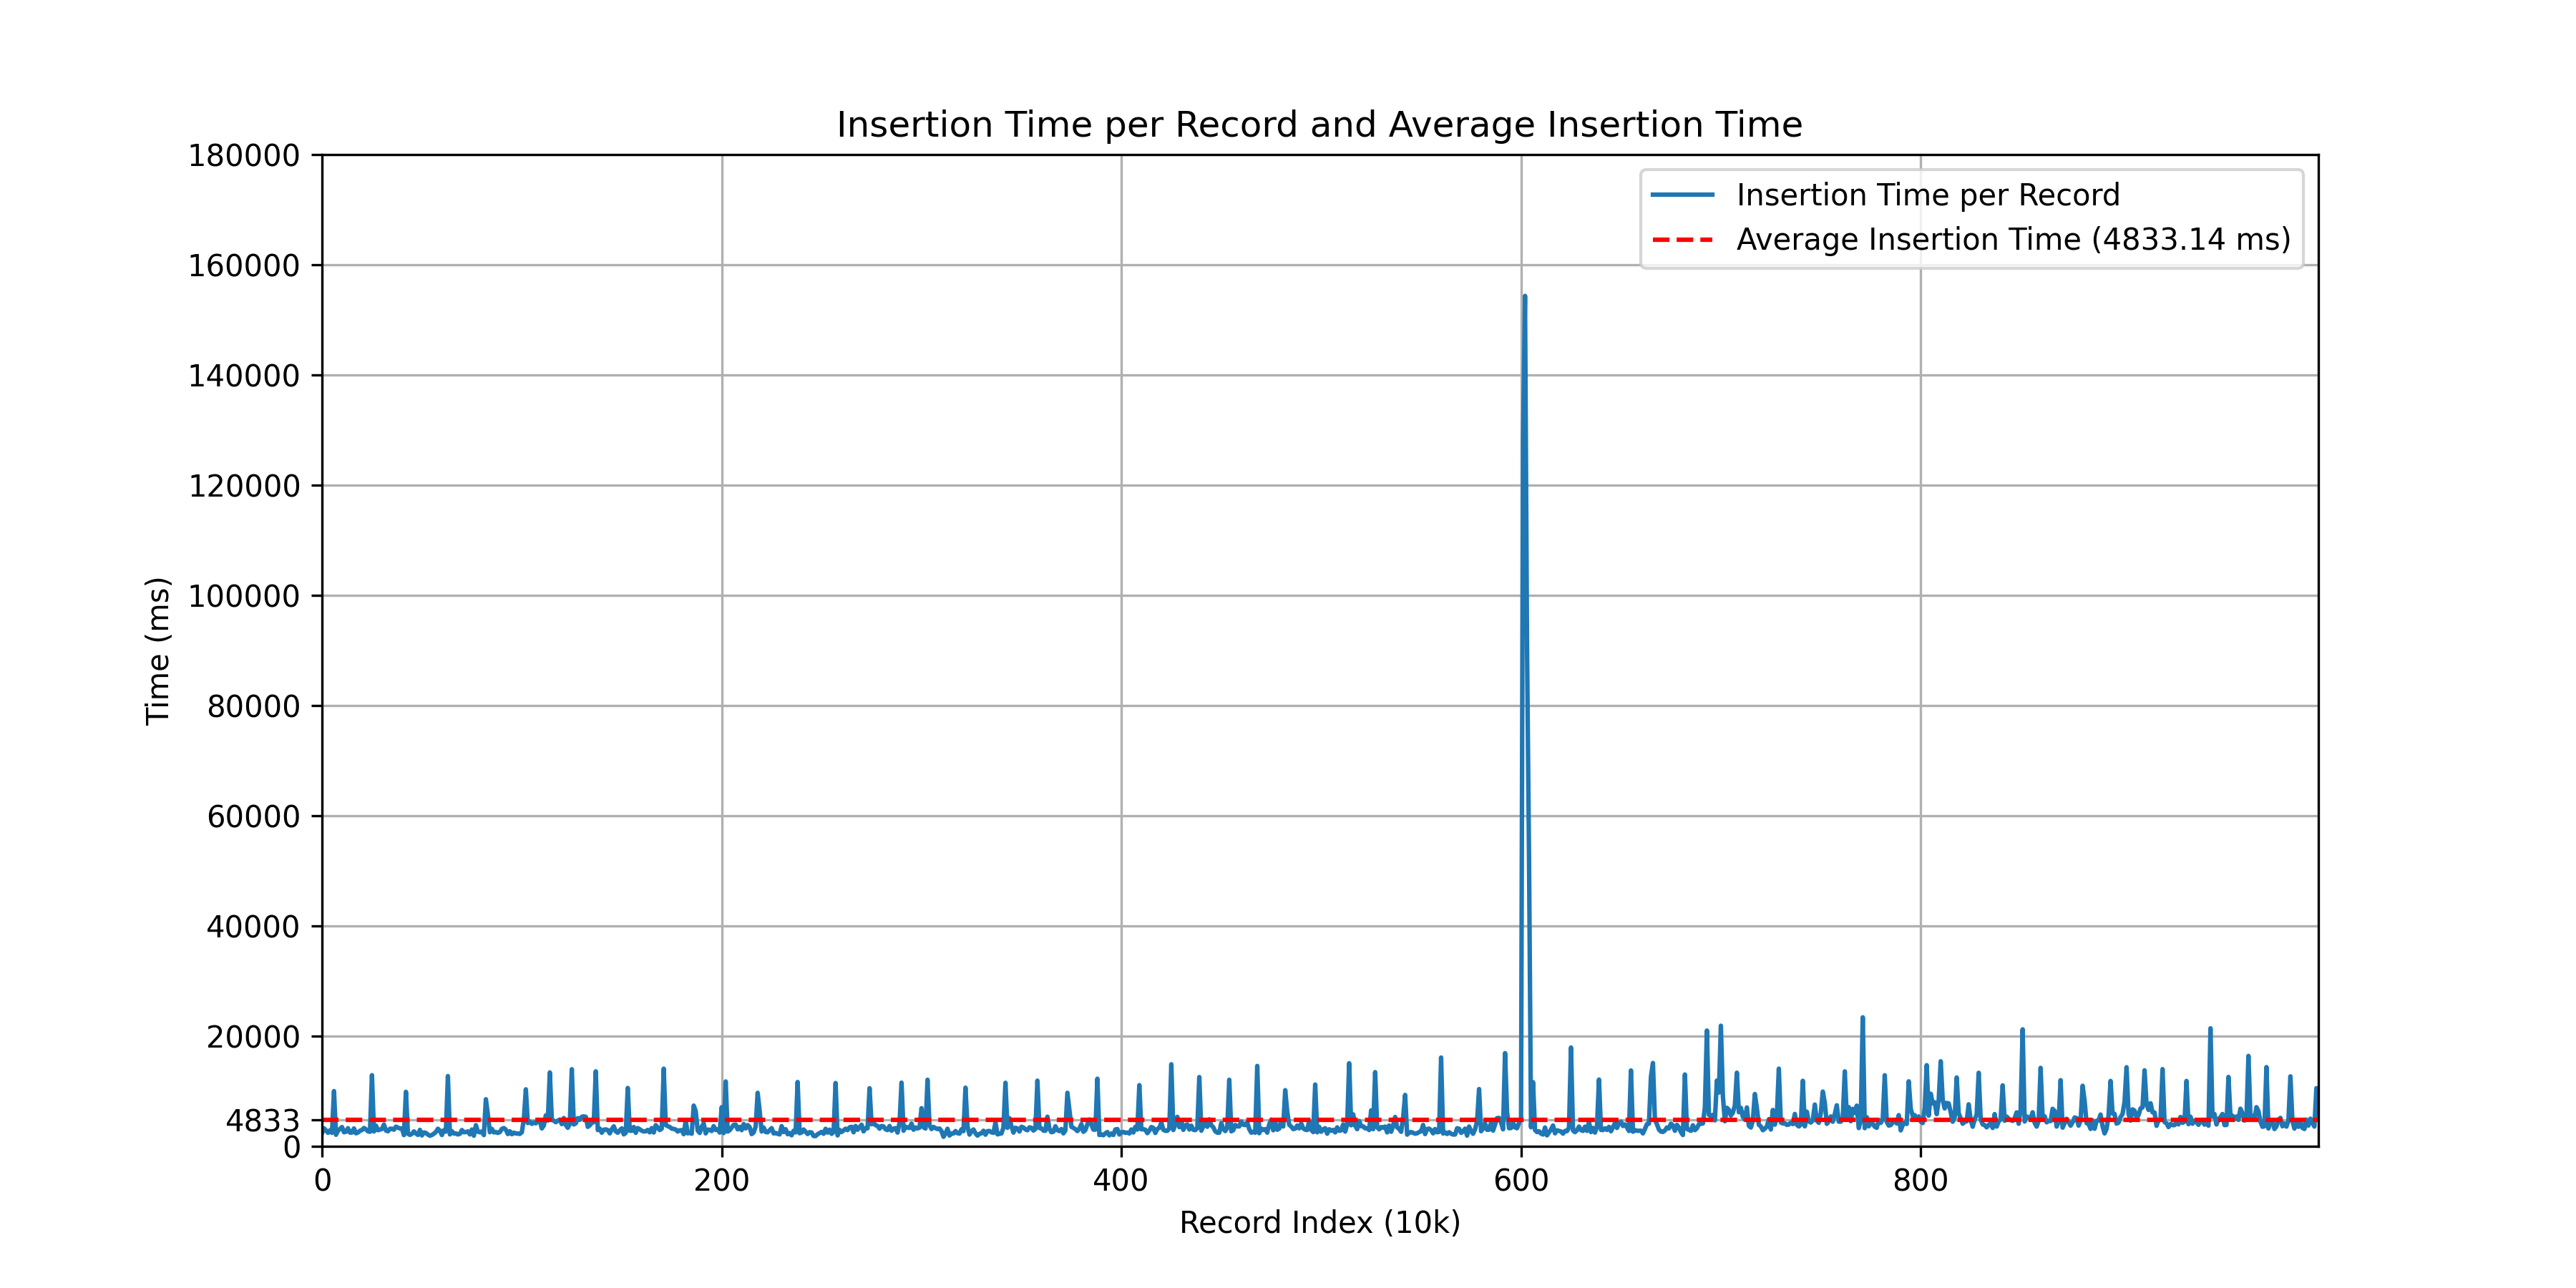 Insertion Time per Record and Average Insertion Time
180000
160000
140000
120000
100000
80000
60000
40000
20000
4833
0
Time (ms)
Insertion Time per Record
Average Insertion Time (4833.14 ms)
0 200 400 600 800
Record Index (10k)